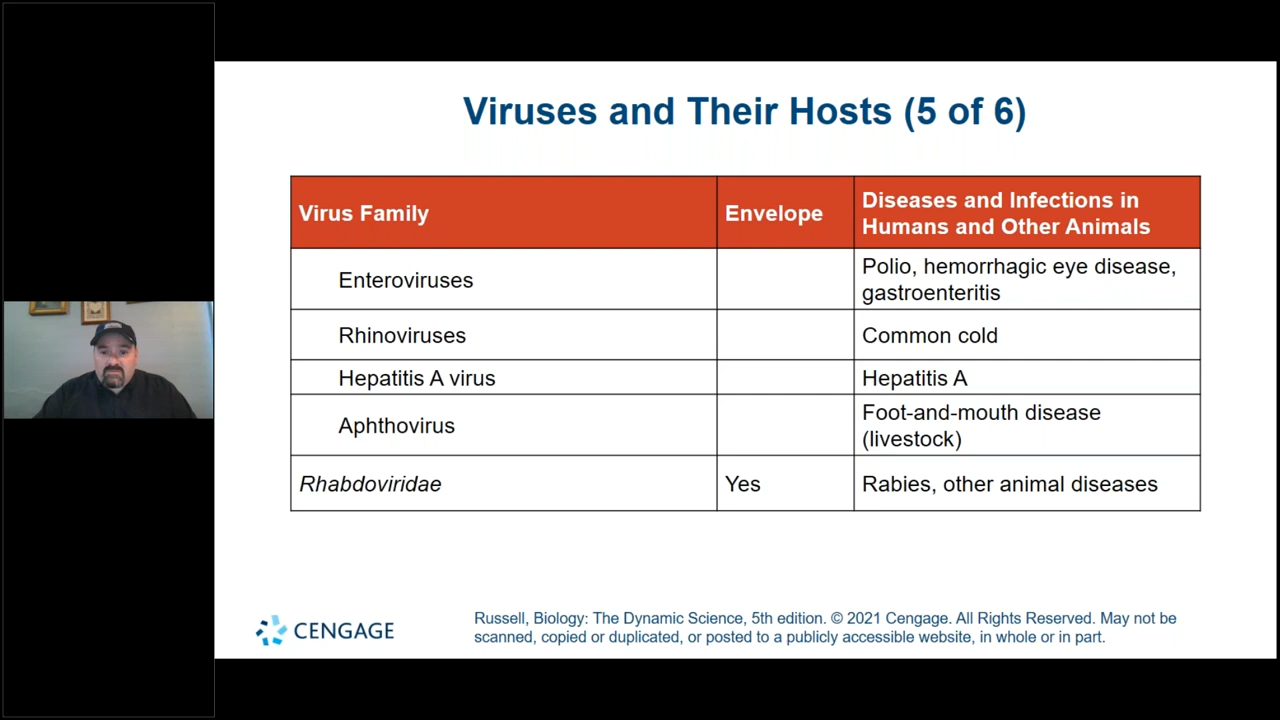 Viruses and Their Hosts (5 of 6)
Virus Family
Envelope
Diseases and Infections in
Humans and Other Animals
Enteroviruses
Polio, hemorrhagic eye disease,
gastroenteritis
Rhinoviruses
Common cold
Hepatitis A virus
Hepatitis A
Aphthovirus
Foot-and-mouth disease
(livestock)
Rhabdoviridae
Yes
Rabies, other animal diseases
CENGAGE
Russell, Biology: The Dynamic Science, 5th edition. © 2021 Cengage. All Rights Reserved. May not be
scanned, copied or duplicated, or posted to a publicly accessible website, in whole or in part.